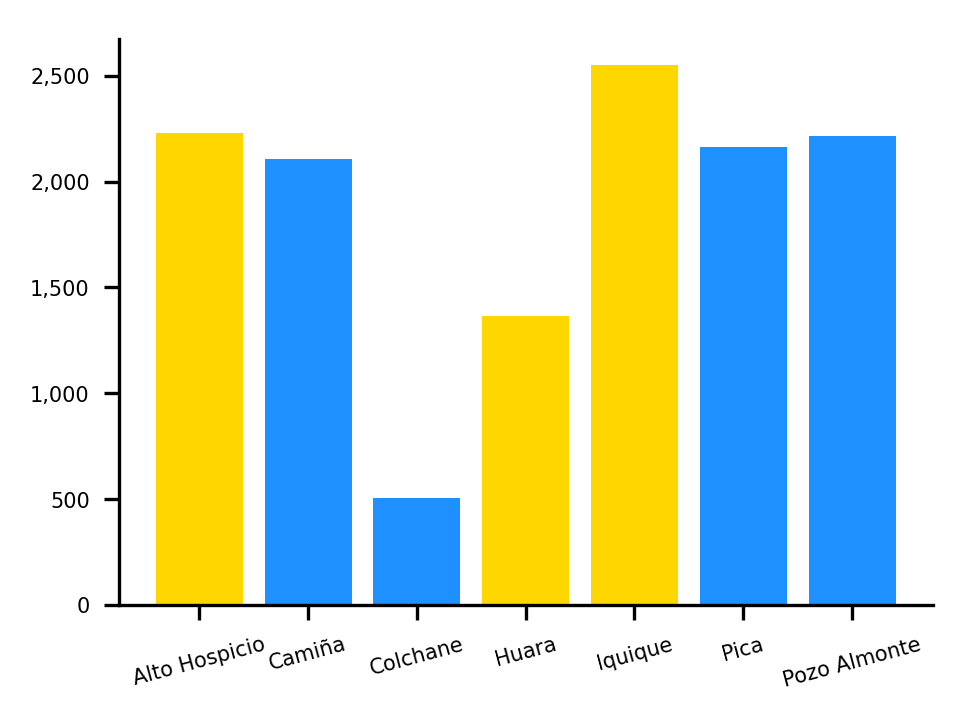 2,500
2,000
1,500
1,000
500
0
Alto Hospicio
Camiña
Colchane
Huara
Iquique
Pica
Pozo Almonte